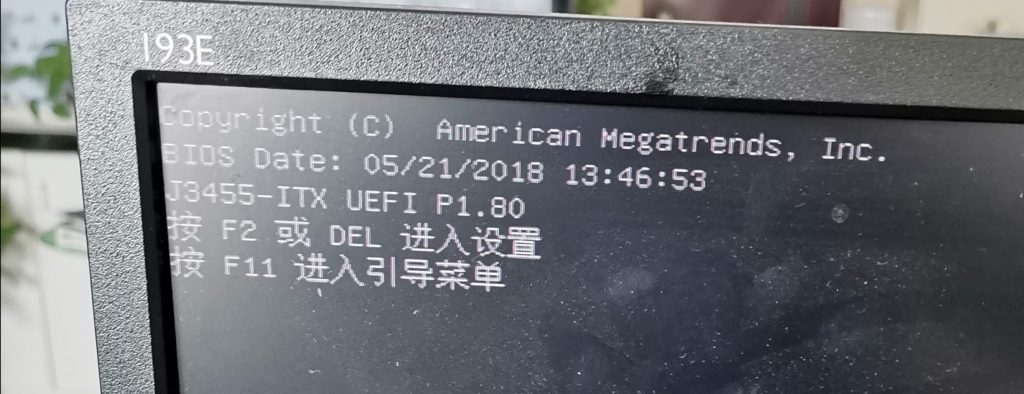 193E
Copyright (C) American Megatrends, Inc.
BIOS Date: 05/21/2018 13:46:53
J3455-ITX UEFI P1.80
按 F2 或 DEL 进入设置
按 F11 进入引导菜单